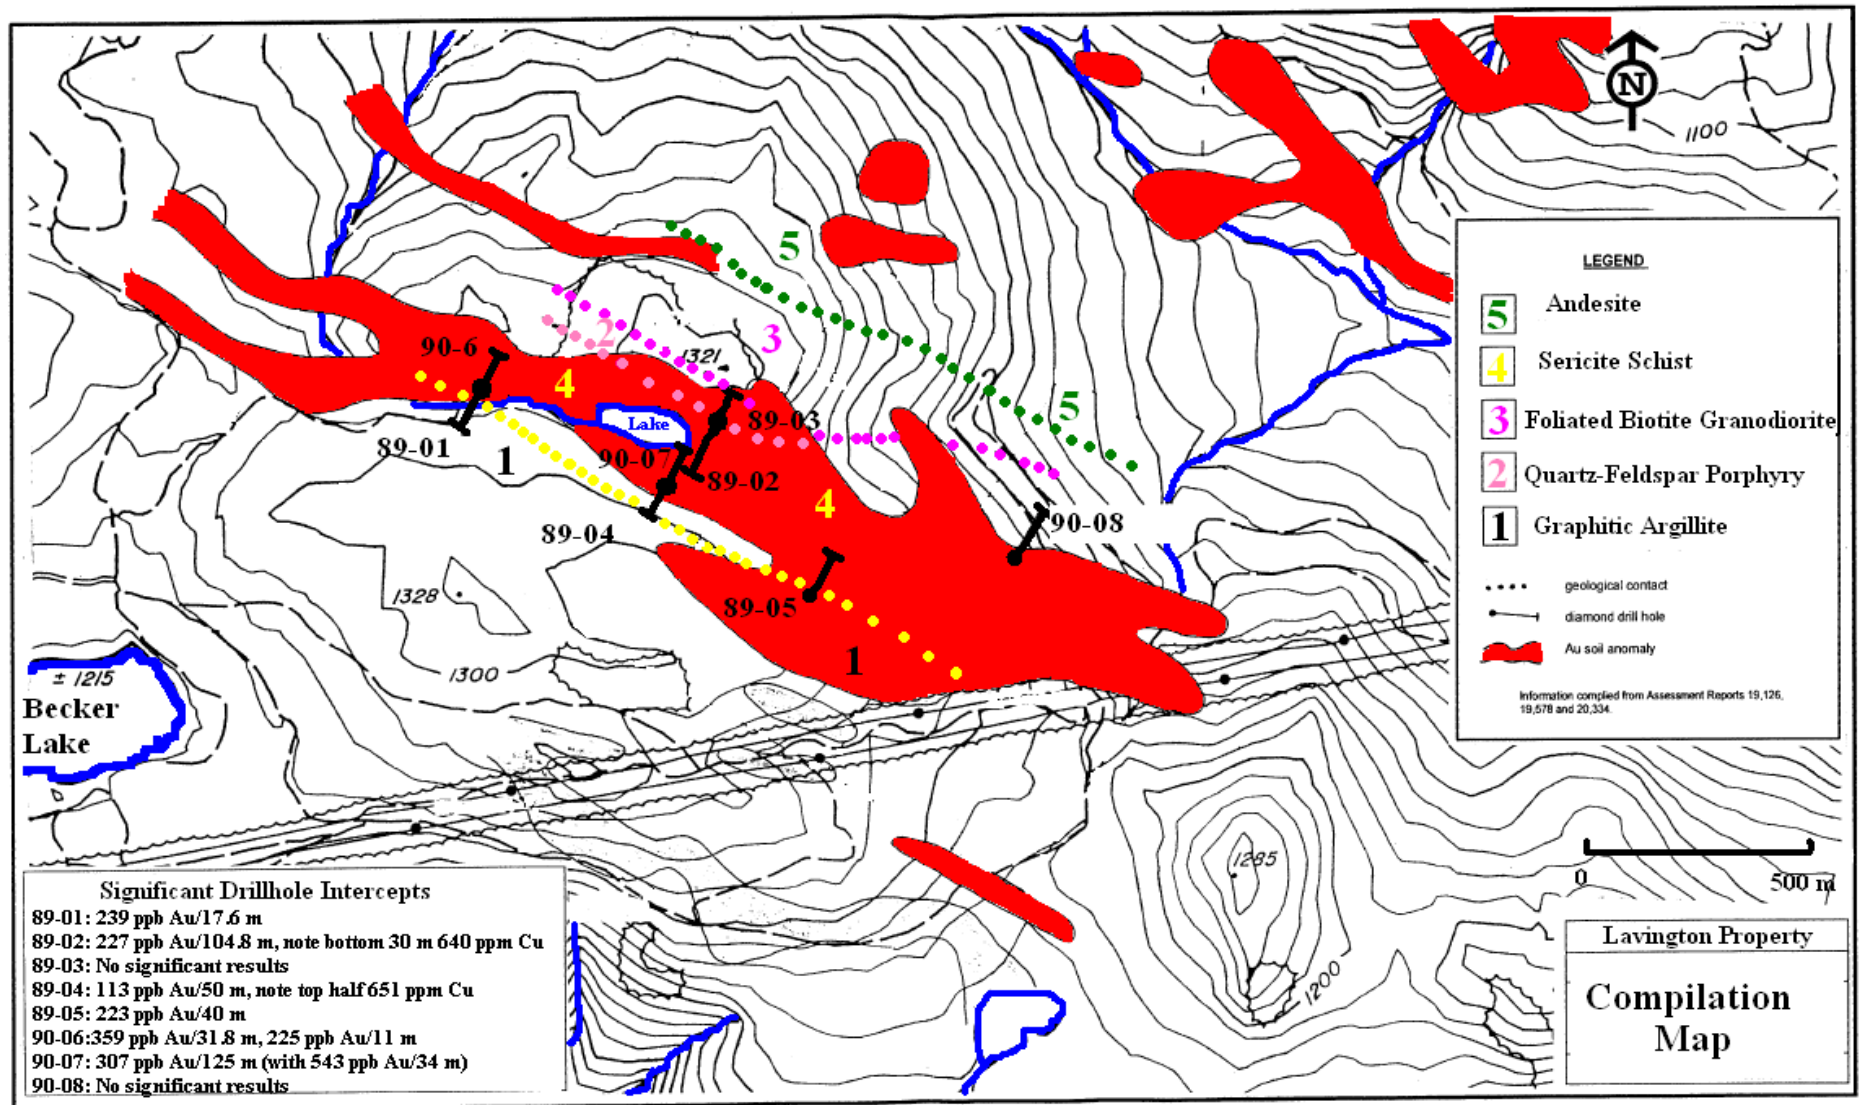 N
1100
5
LEGEND
5 Andesite
4 Sericite Schist
3 Foliated Biotite Granodiorite
2 Quartz-Feldspar Porphyry
1 Graphitic Argillite
geological contact
diamond drill hole
Au soil anomaly
Information complied from Assessment Reports 19,126,
19,578 and 20,334.
2
3
90-6
1321
4
5
Lake
89-03
89-01
1
90-07
89-02
4
90-08
89-04
1328
89-05
1
1300
± 1215
Becker
Lake
1285
0
500 m
1200
Significant Drillhole Intercepts
89-01: 239 ppb Au/17.6 m
89-02: 227 ppb Au/104.8 m, note bottom 30 m 640 ppm Cu
89-03: No significant results
89-04: 113 ppb Au/50 m, note top half 651 ppm Cu
89-05: 223 ppb Au/40 m
90-06:359 ppb Au/31.8 m, 225 ppb Au/11 m
90-07: 307 ppb Au/125 m (with 543 ppb Au/34 m)
90-08: No significant results
Lavington Property
Compilation
Map